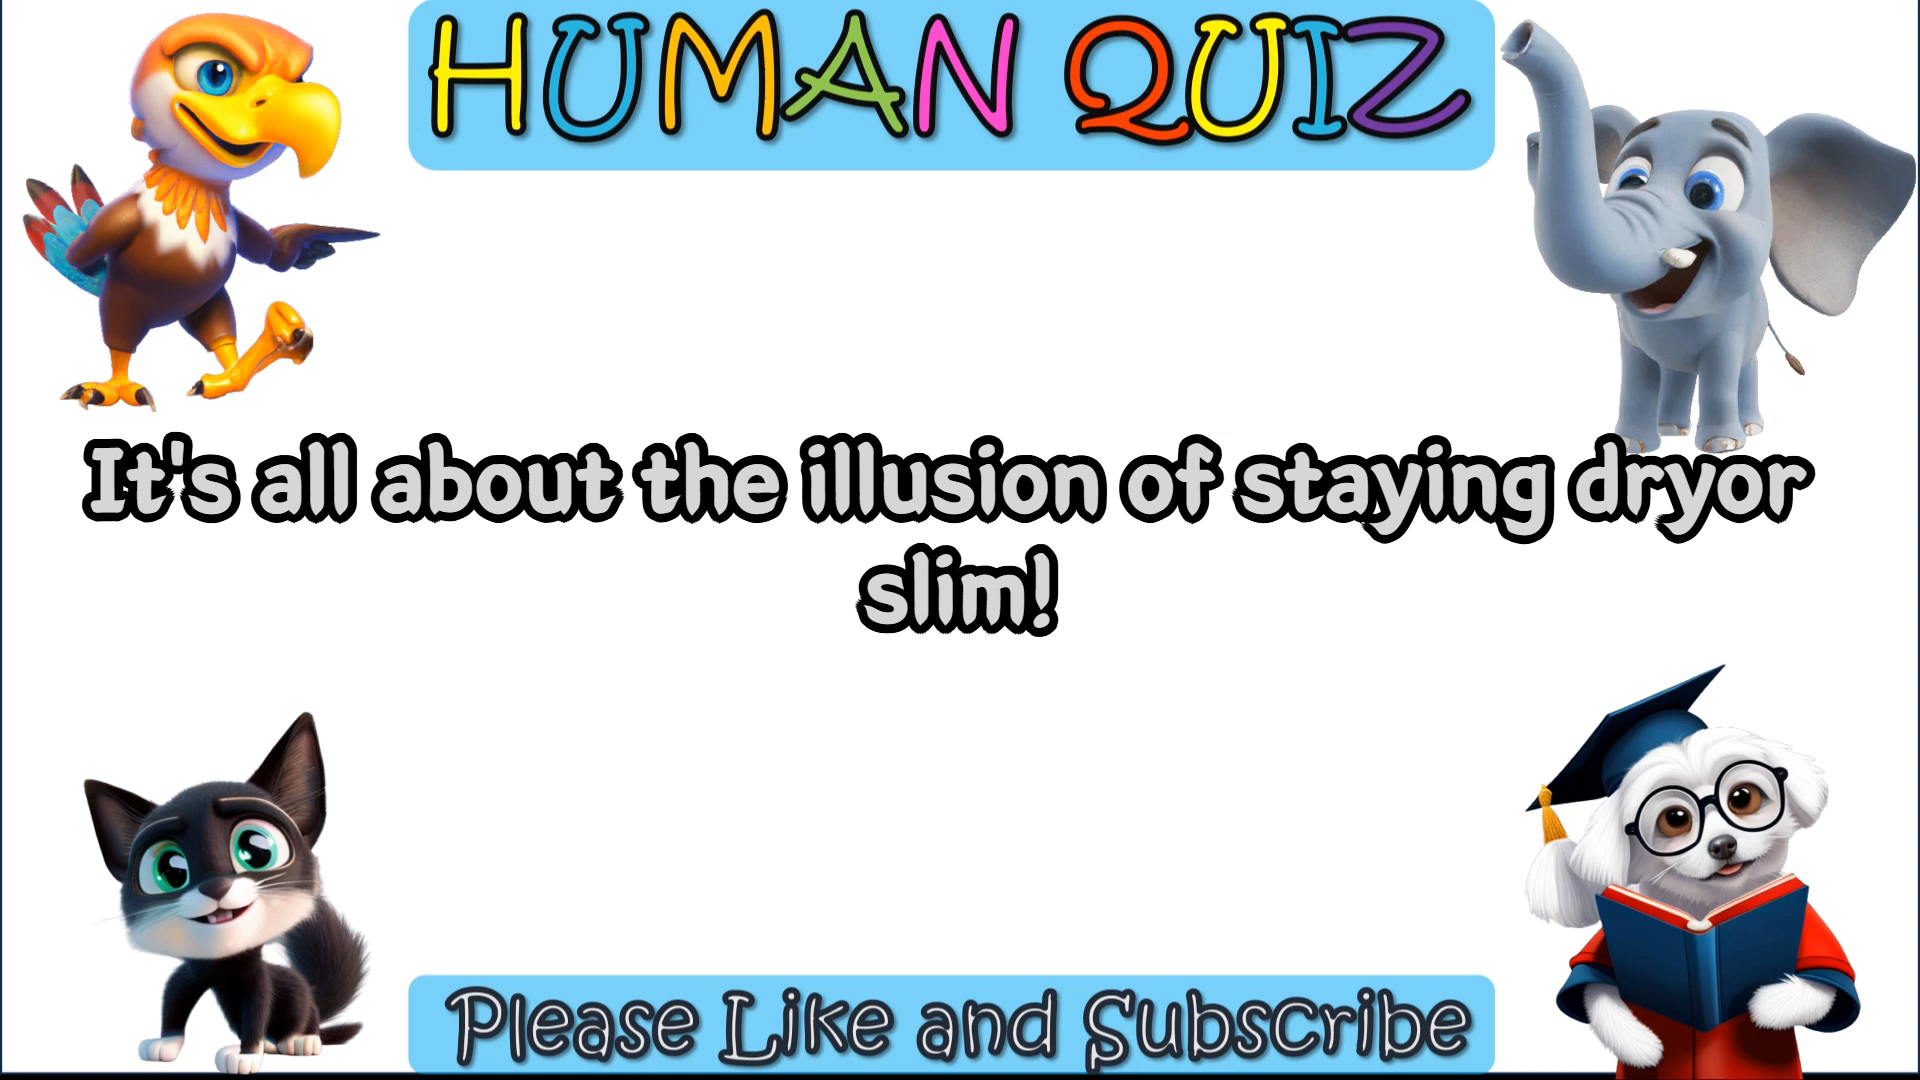 HUMAN QUIZ
It's all about the illusion of staying dryor
slim!
Please Like and Subscribe